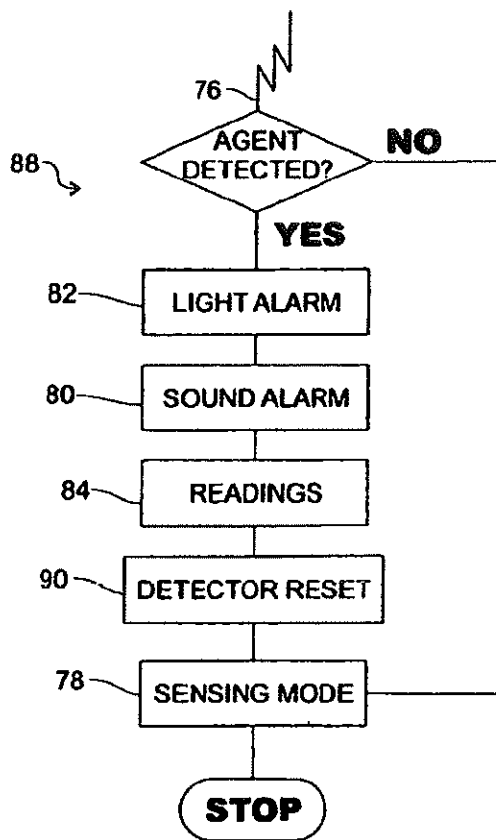 76
AGENT
DETECTED?
NO
88
YES
82
LIGHT ALARM
80
SOUND ALARM
84
READINGS
90
DETECTOR RESET
78
SENSING MODE
STOP